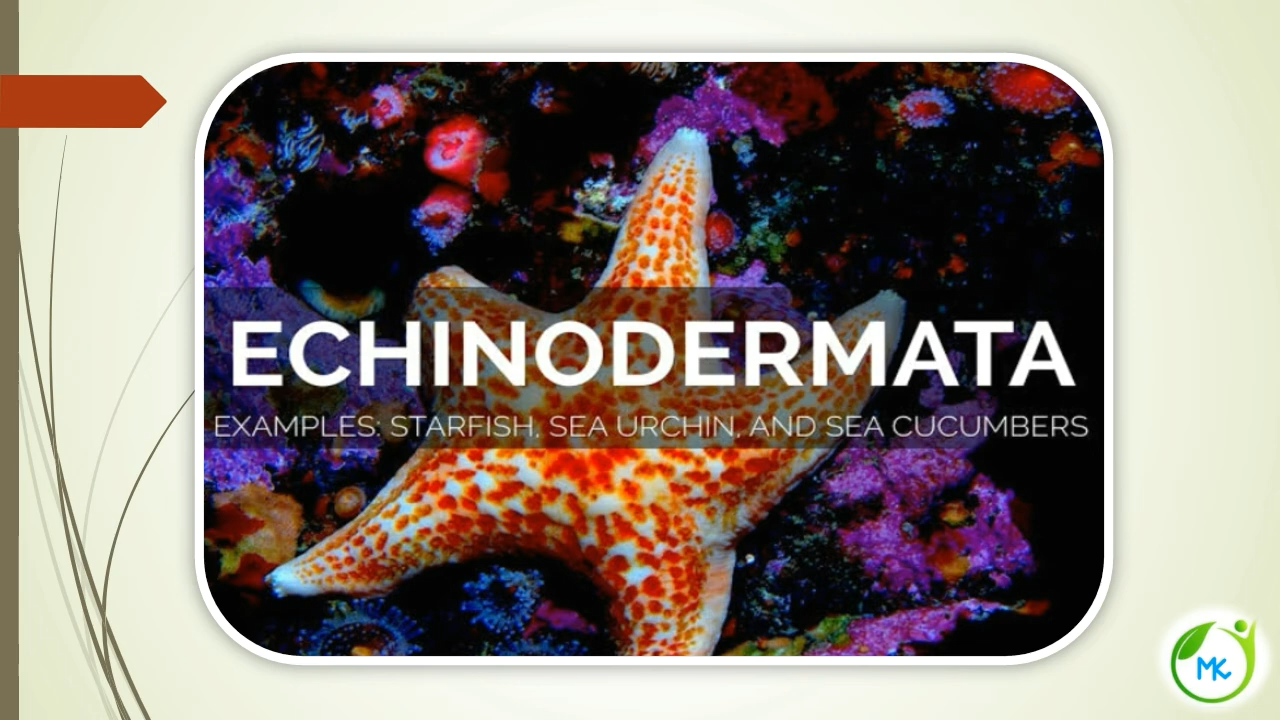 ECHINODERMATA
EXAMPLES: STARFISH, SEA URCHIN, AND SEA CUCUMBERS
MK